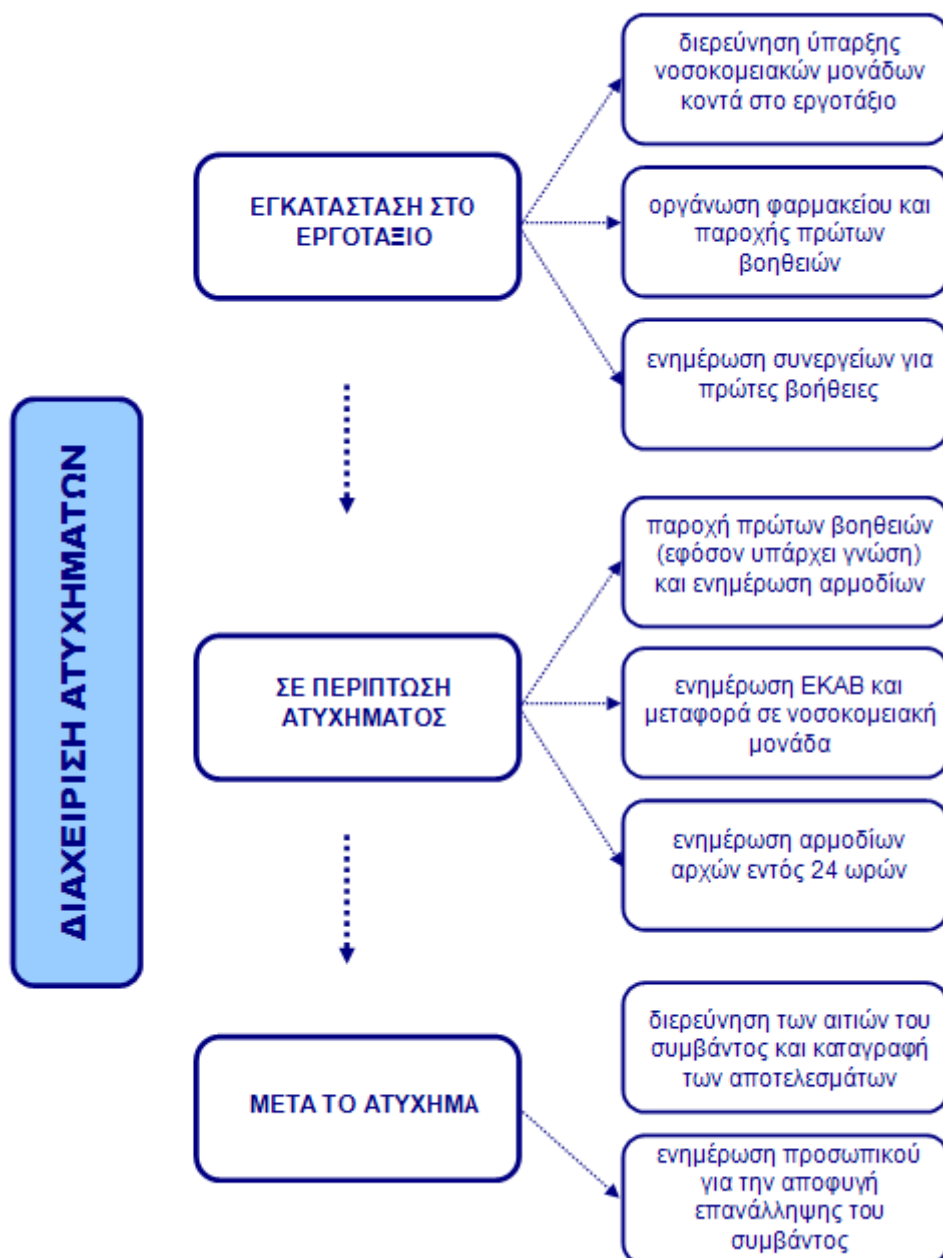 ΔΙΑΧΕΙΡΙΣΗ ΑΤΥΧΗΜΑΤΩΝ
ΕΓΚΑΤΑΣΤΑΣΗ ΣΤΟ
ΕΡΓΟΤΑΞΙΟ
διερεύνηση ύπαρξης
νοσοκομειακών μονάδων
κοντά στο εργοτάξιο
οργάνωση φαρμακείου και
παροχής πρώτων
βοηθειών
ενημέρωση συνεργείων για
πρώτες βοήθειες
ΣΕ ΠΕΡΙΠΤΩΣΗ
ΑΤΥΧΗΜΑΤΟΣ
παροχή πρώτων βοηθειών
(εφόσον υπάρχει γνώση)
και ενημέρωση αρμοδίων
ενημέρωση ΕΚΑΒ και
μεταφορά σε νοσοκομειακή
μονάδα
ενημέρωση αρμοδίων
αρχών εντός 24 ωρών
ΜΕΤΑ ΤΟ ΑΤΥΧΗΜΑ
διερεύνηση των αιτιών του
συμβάντος και καταγραφή
των αποτελεσμάτων
ενημέρωση προσωπικού
για την αποφυγή
επανάλληψης του
συμβάντος